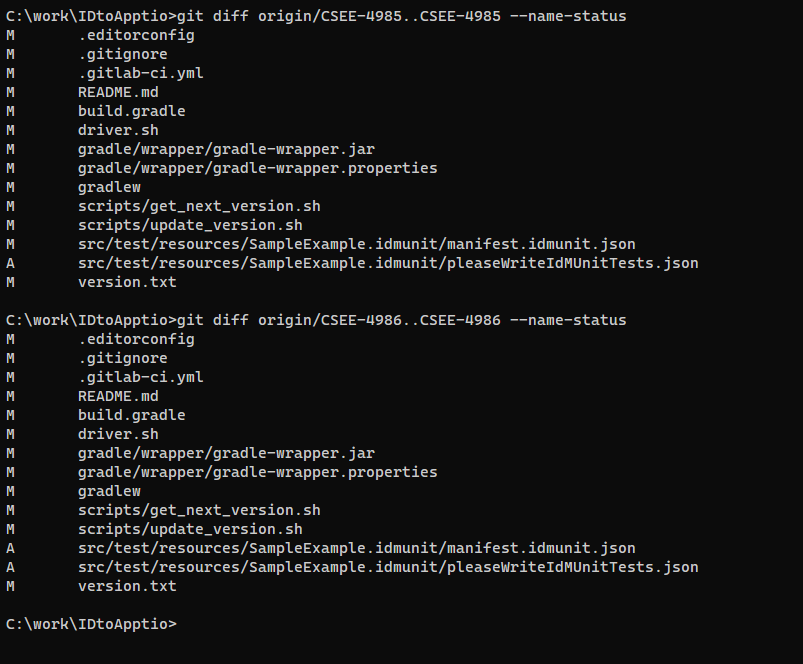 C:\work\IDtoApptio>git diff origin/CSEE-4985..CSEE-4985 --name-status
M       .editorconfig
M       .gitignore
M       .gitlab-ci.yml
M       README.md
M       build.gradle
M       driver.sh
M       gradle/wrapper/gradle-wrapper.jar
M       gradle/wrapper/gradle-wrapper.properties
M       gradlew
M       scripts/get_next_version.sh
M       scripts/update_version.sh
M       src/test/resources/SampleExample.idmunit/manifest.idmunit.json
A       src/test/resources/SampleExample.idmunit/pleaseWriteIdMUnitTests.json
M       version.txt

C:\work\IDtoApptio>git diff origin/CSEE-4986..CSEE-4986 --name-status
M       .editorconfig
M       .gitignore
M       .gitlab-ci.yml
M       README.md
M       build.gradle
M       driver.sh
M       gradle/wrapper/gradle-wrapper.jar
M       gradle/wrapper/gradle-wrapper.properties
M       gradlew
M       scripts/get_next_version.sh
M       scripts/update_version.sh
A       src/test/resources/SampleExample.idmunit/manifest.idmunit.json
A       src/test/resources/SampleExample.idmunit/pleaseWriteIdMUnitTests.json
M       version.txt

C:\work\IDtoApptio>